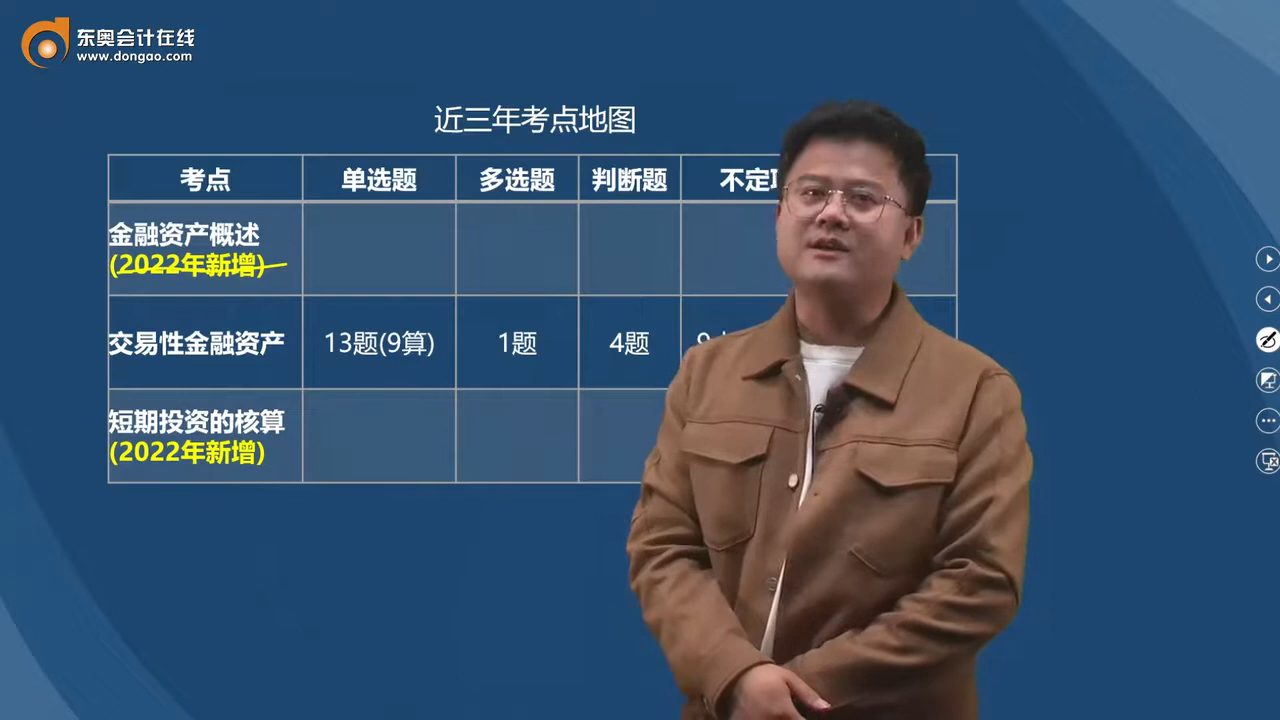 东奥会计在线
www.dongao.com
近三年考点地图
考点 单选题 多选题 判断题 不定
金融资产概述
(2022年新增)
交易性金融资产 13题(9算) 1题 4题
短期投资的核算
(2022年新增)